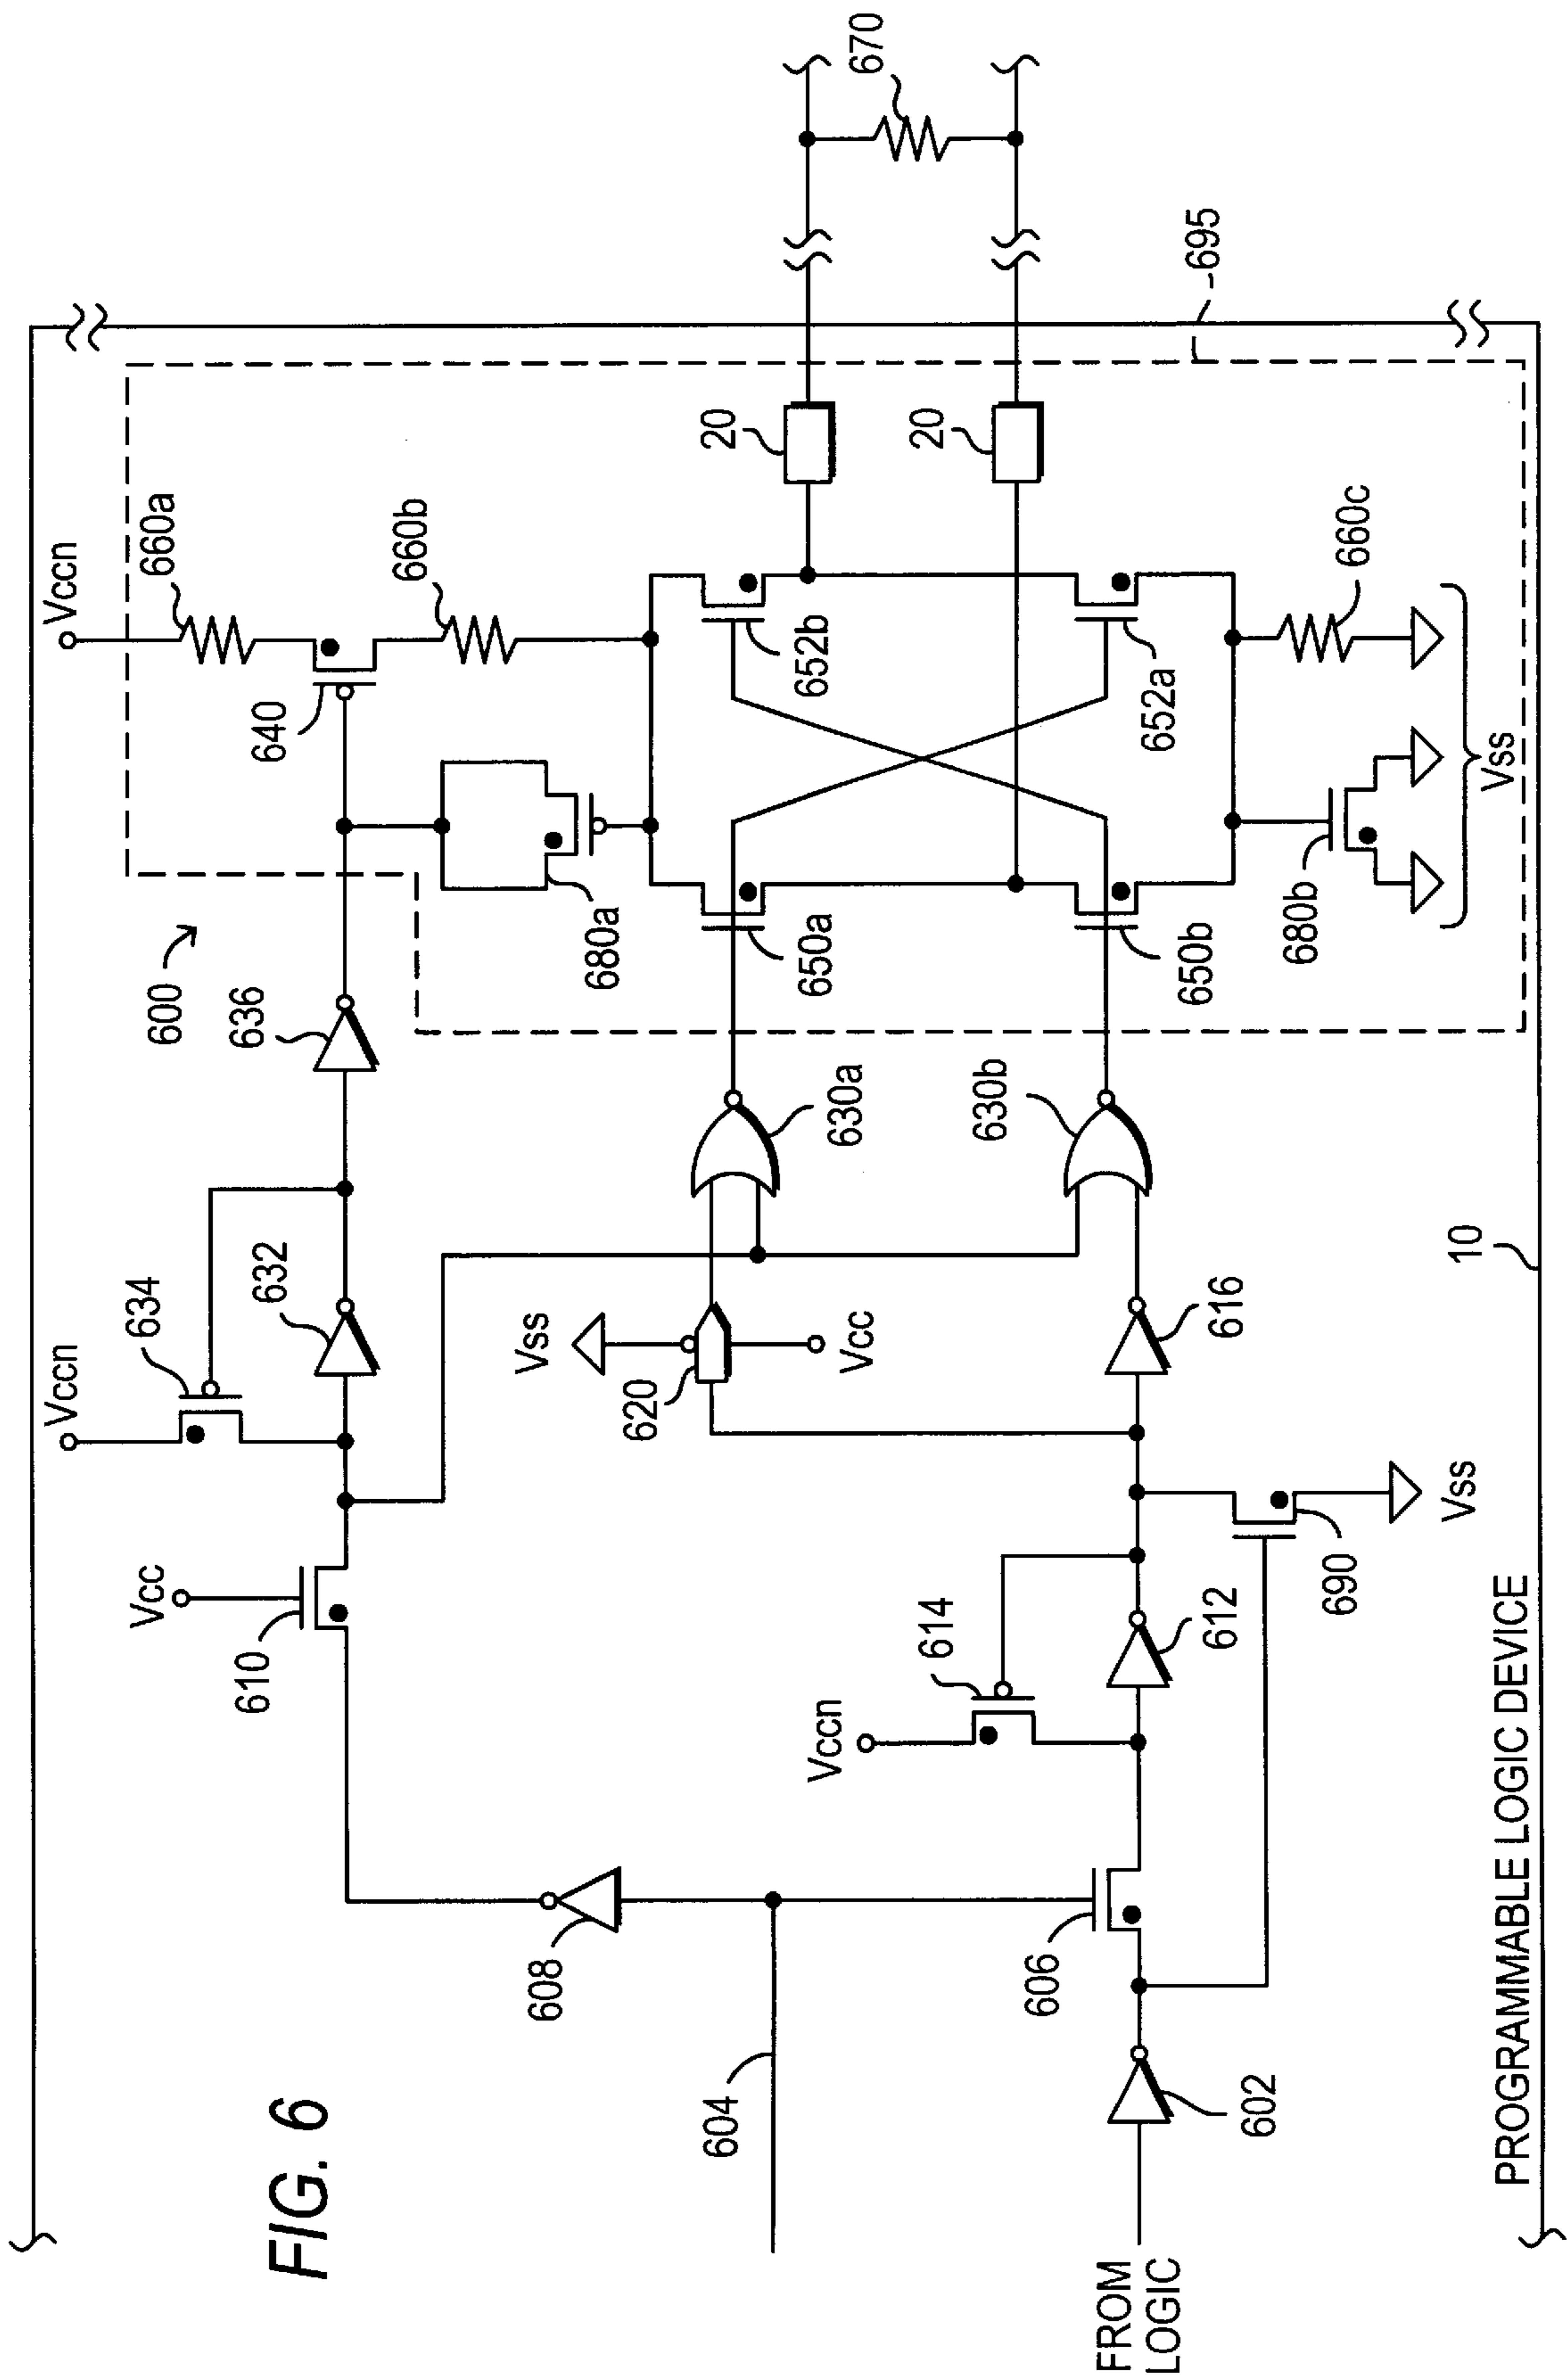 FIG. 6
600
Vccn
660a
640
660b
680a
652b
650a
652a
650b
660c
680b
Vss
20
20
670
695
636
634
Vccn
632
Vcc
610
608
604
Vss
620
Vcc
630a
630b
616
614
Vccn
612
690
Vss
606
602
FROM
LOGIC
10
PROGRAMMABLE LOGIC DEVICE